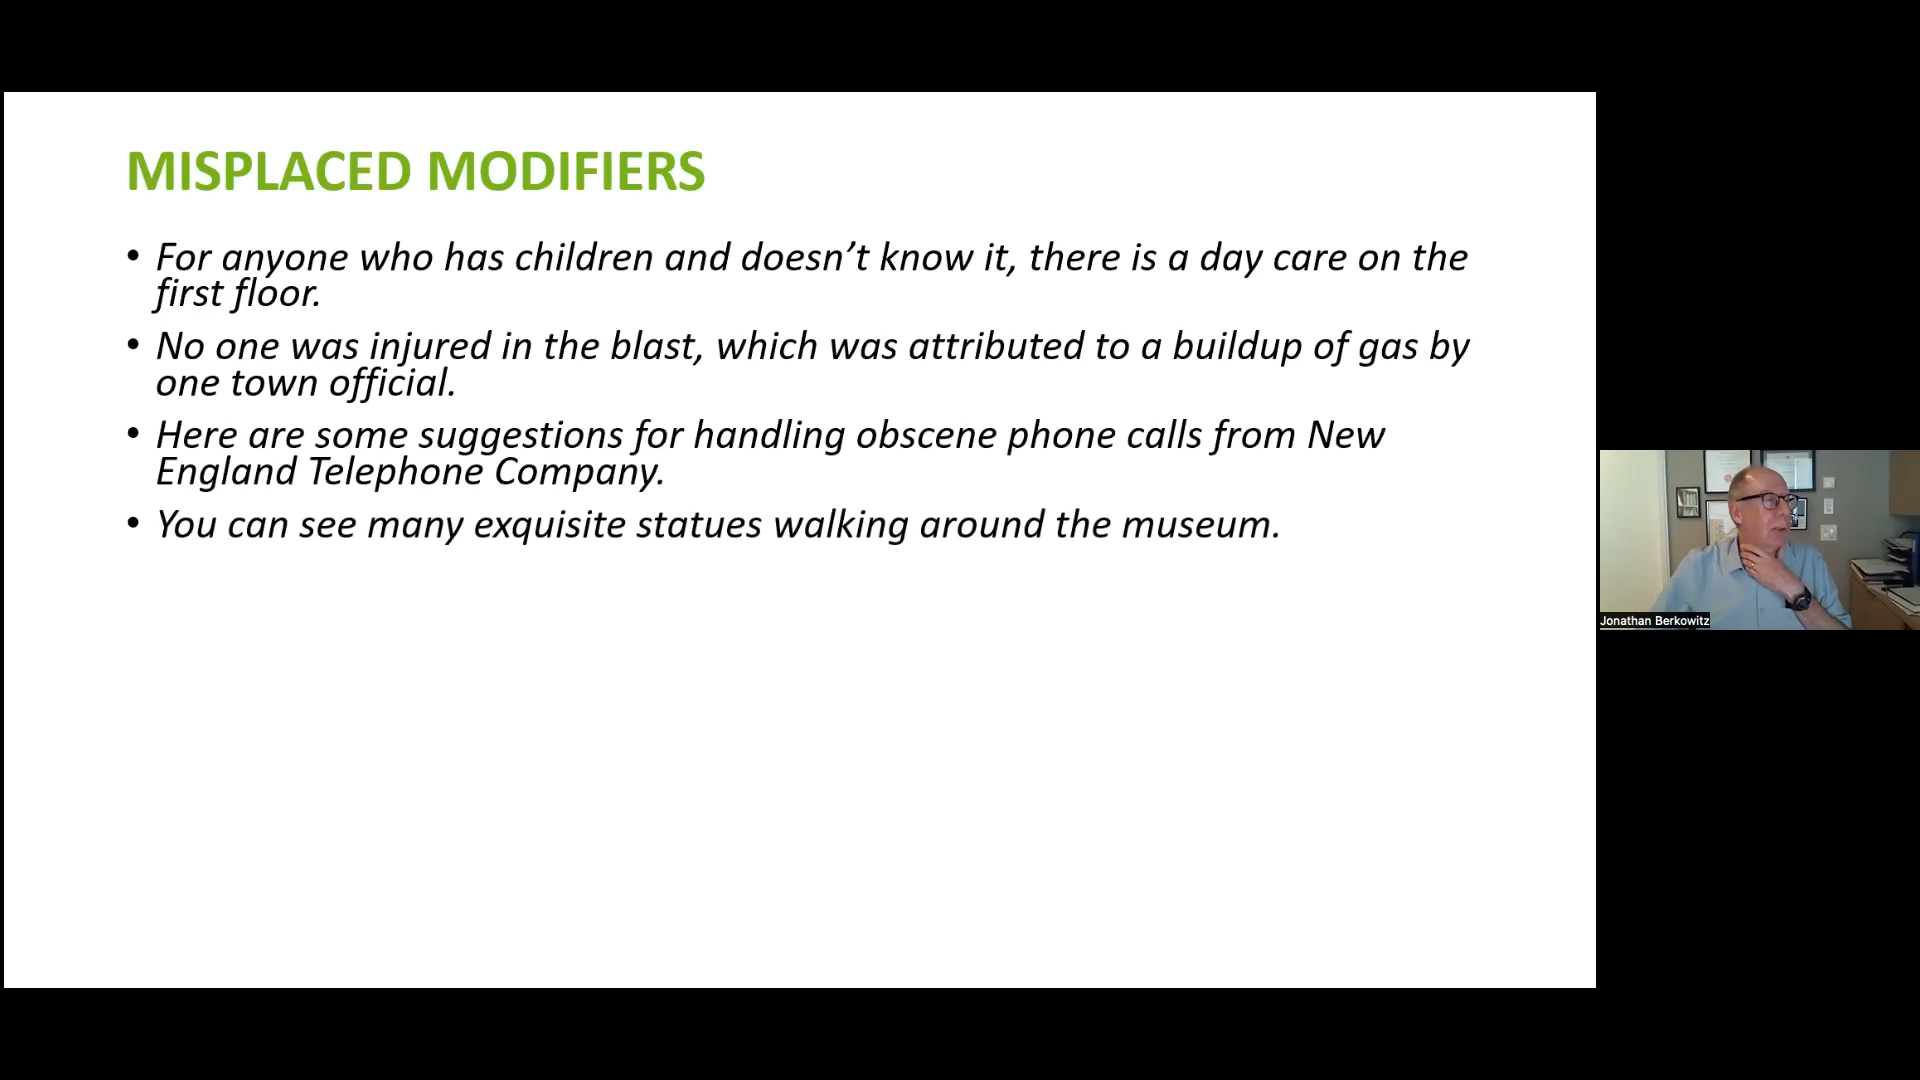 MISPLACED MODIFIERS
• For anyone who has children and doesn’t know it, there is a day care on the
first floor.
• No one was injured in the blast, which was attributed to a buildup of gas by
one town official.
• Here are some suggestions for handling obscene phone calls from New
England Telephone Company.
• You can see many exquisite statues walking around the museum.
Jonathan Berkowitz